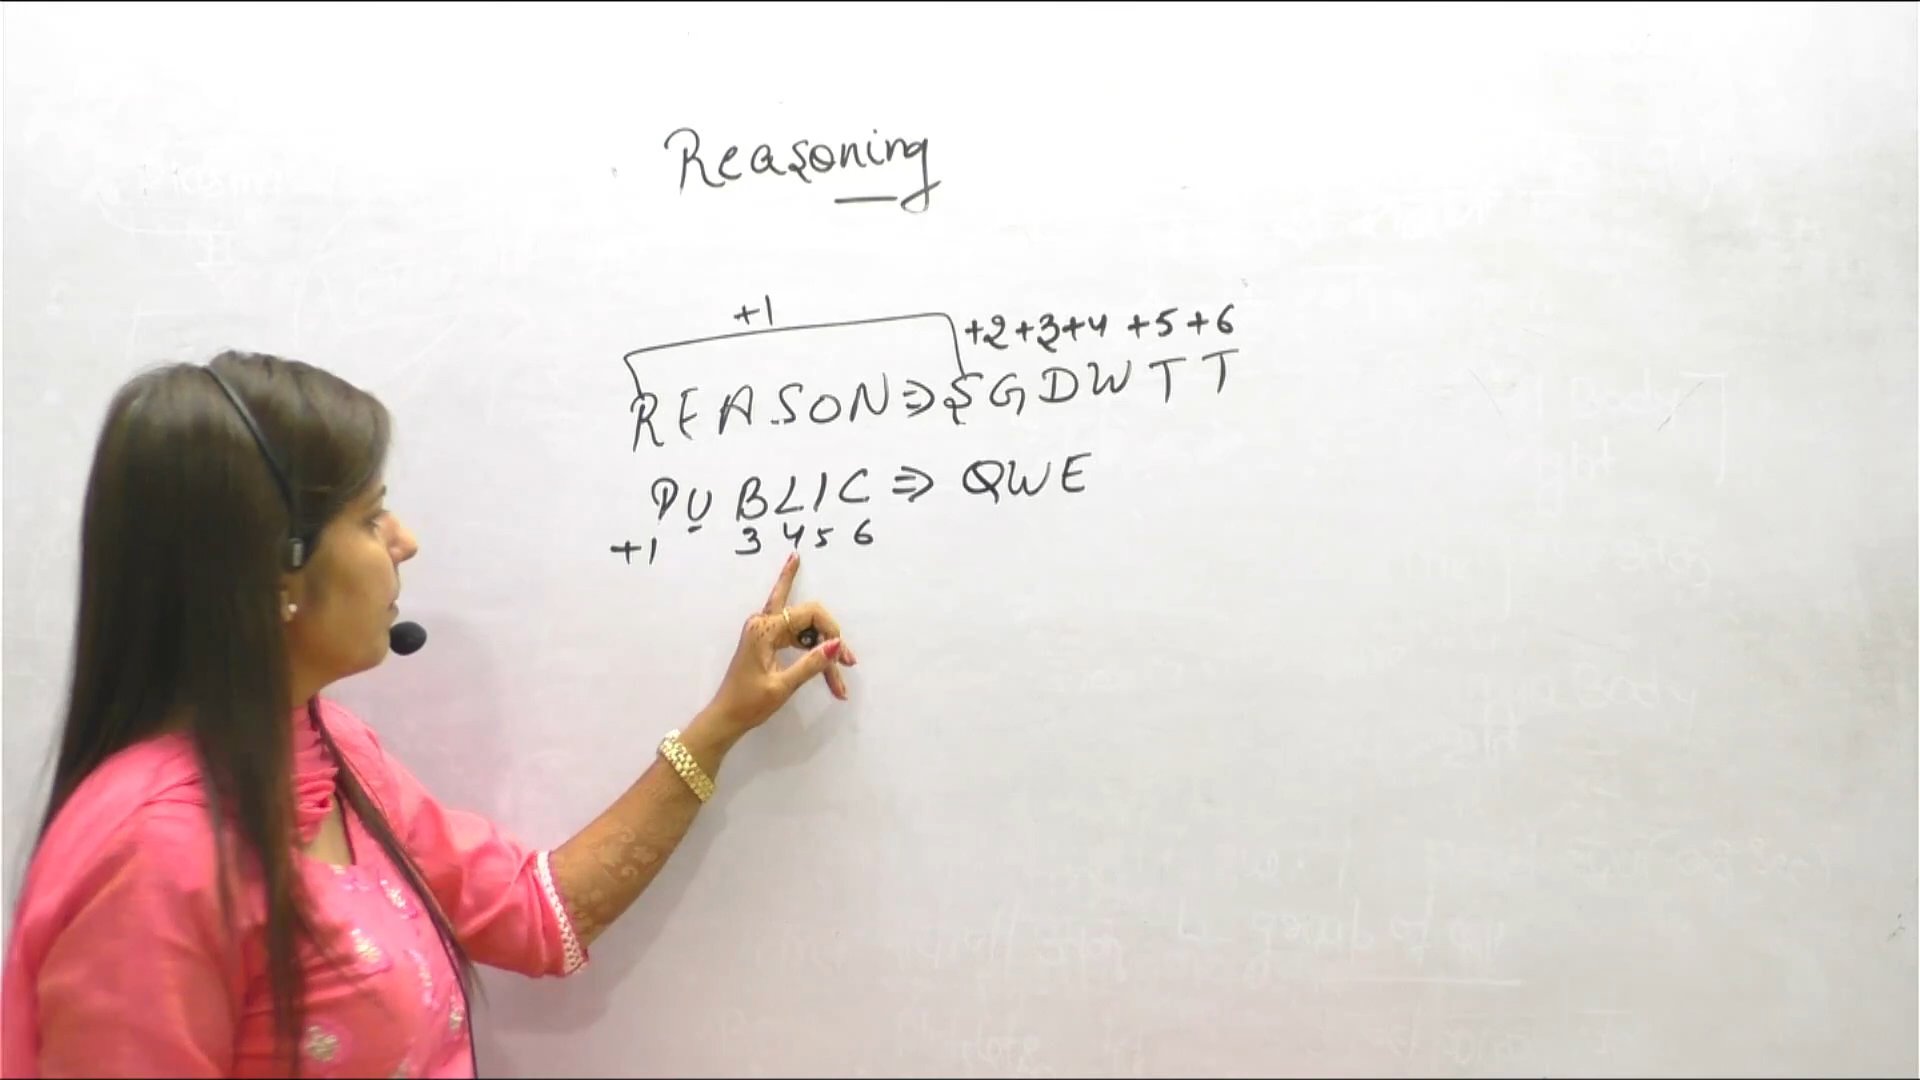 Reasoning
+1 +2 +3 +4 +5 +6
REASON ⇒ SGDWTT
PUBLIC ⇒ QWE
+1 3 4 5 6